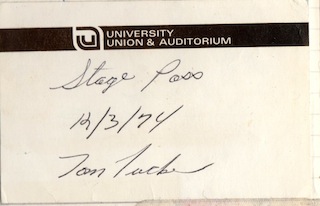 UNIVERSITY
UNION & AUDITORIUM
Stage Pass
12/3/74
Tom Tucker